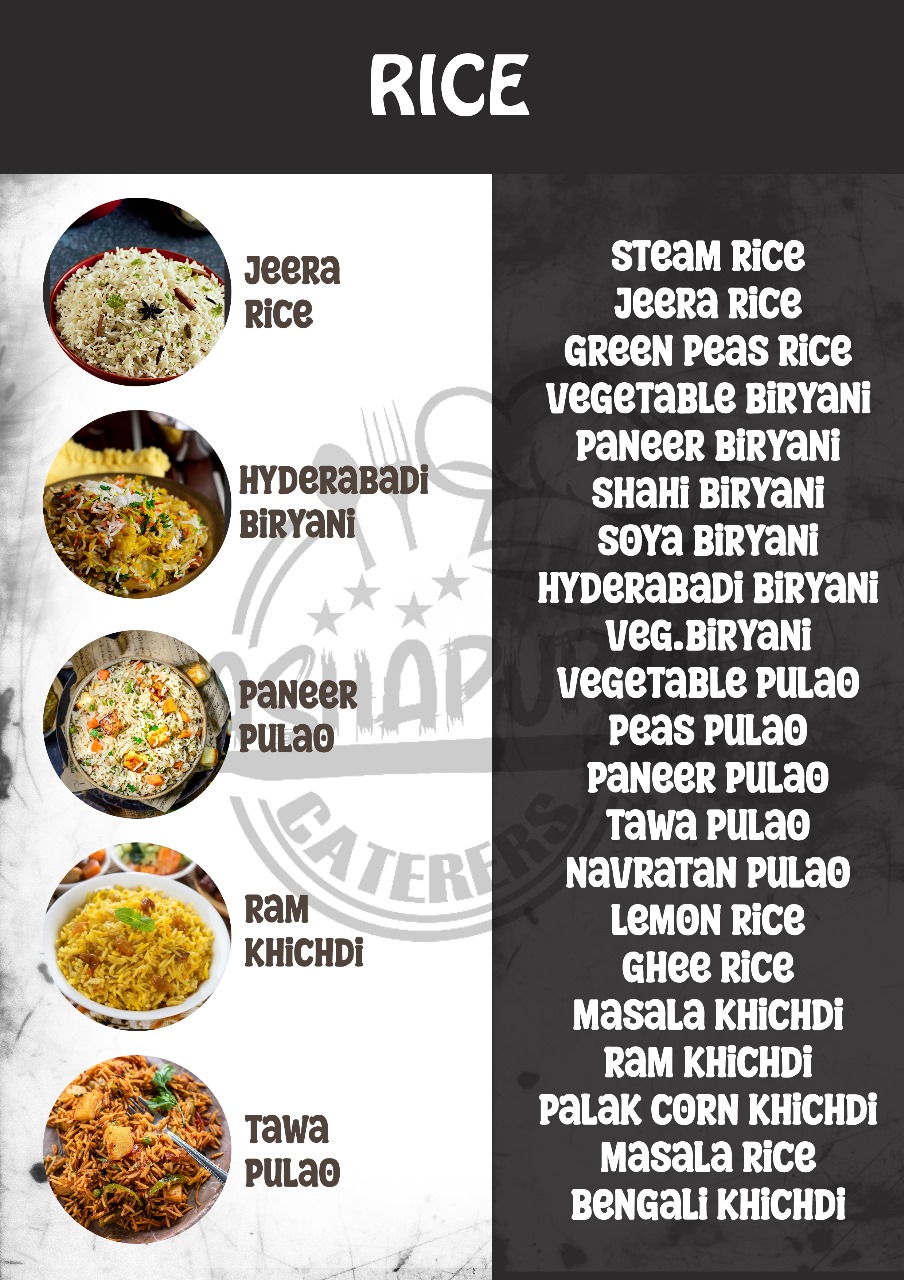 RICE
Jeera
Rice
Hyderabadi
Biryani
Paneer
Pulao
Ram
Khichdi
Tawa
Pulao
Steam Rice
Jeera Rice
Green Peas Rice
Vegetable Biryani
Paneer Biryani
Shahi Biryani
Soya Biryani
Hyderabadi Biryani
Veg.Biryani
Vegetable Pulao
Peas Pulao
Paneer Pulao
Tawa Pulao
Navratan Pulao
Lemon Rice
Ghee Rice
Masala Khichdi
Ram Khichdi
Palak Corn Khichdi
Masala Rice
Bengali Khichdi
CATERERS